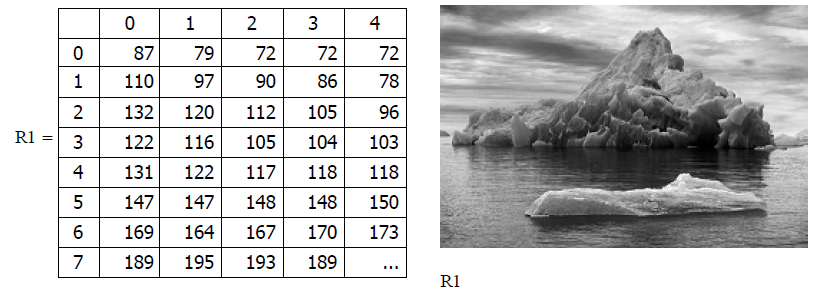 0 1 2 3 4
0 87 79 72 72 72
1 110 97 90 86 78
2 132 120 112 105 96
R1 = 3 122 116 105 104 103
4 131 122 117 118 118
5 147 147 148 148 150
6 169 164 167 170 173
7 189 195 193 189 ...
R1